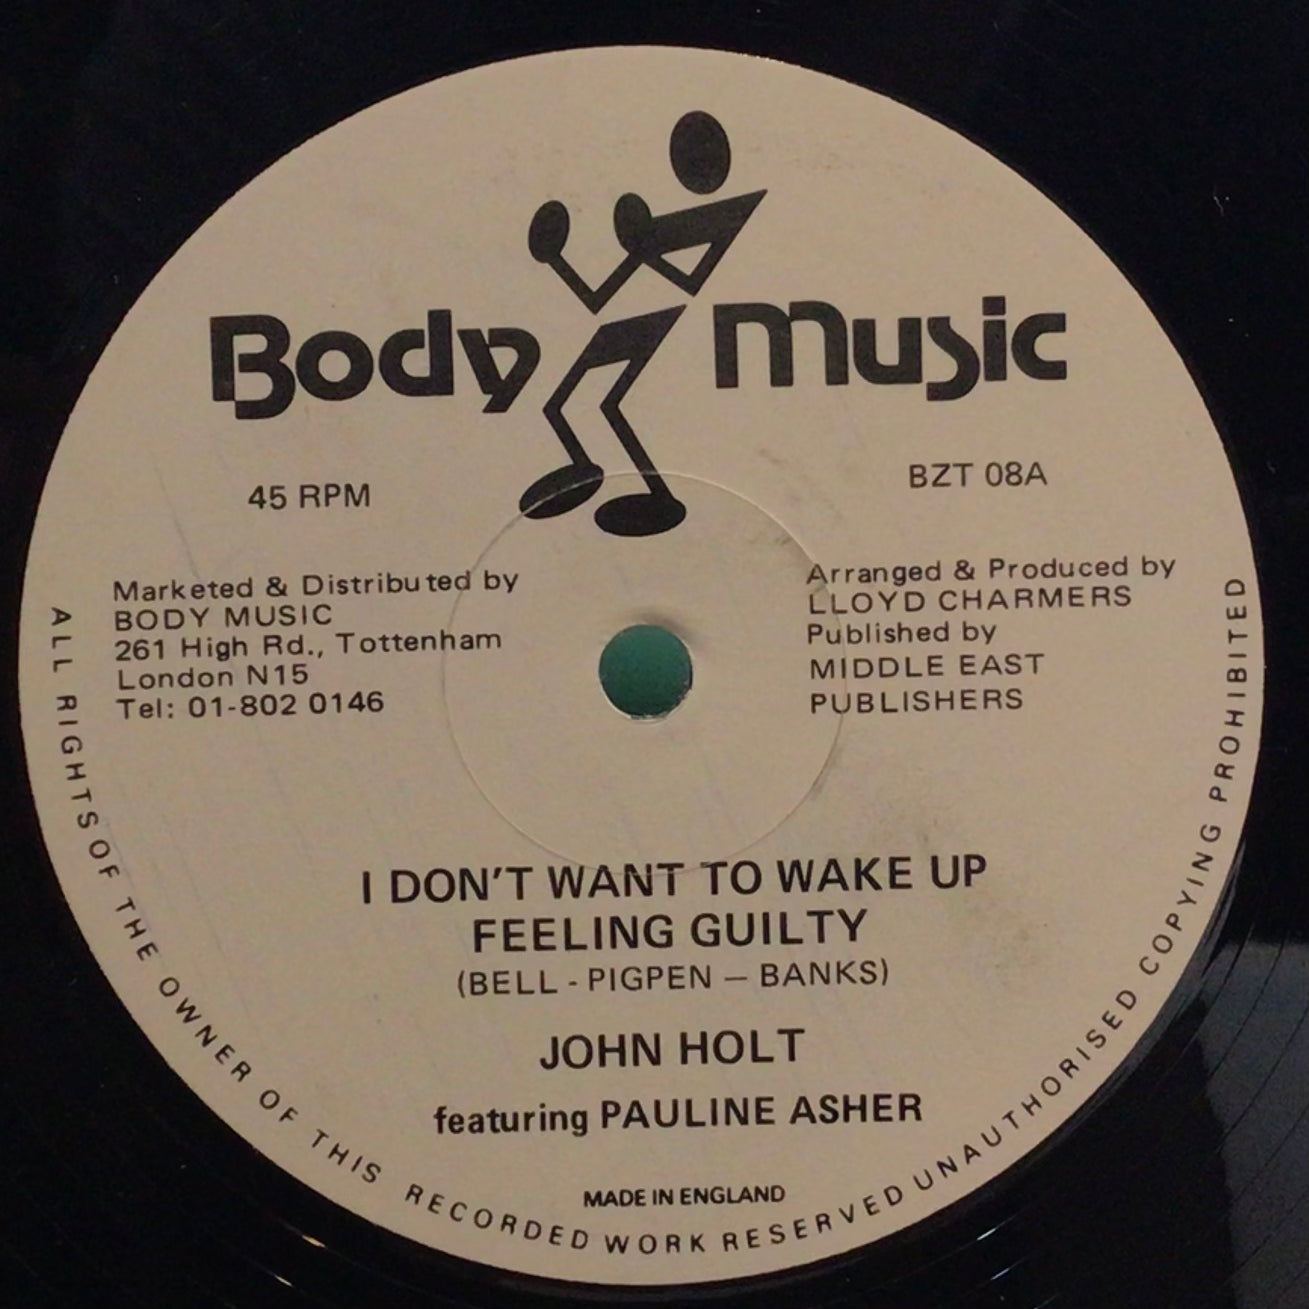 Body Music
45 RPM
BZT 08A
Marketed & Distributed by
BODY MUSIC
261 High Rd., Tottenham
London N15
Tel: 01-802 0146
Arranged & Produced by
LLOYD CHARMERS
Published by
MIDDLE EAST
PUBLISHERS
I DON'T WANT TO WAKE UP
FEELING GUILTY
(BELL - PIGPEN – BANKS)
JOHN HOLT
featuring PAULINE ASHER
MADE IN ENGLAND
ALL RIGHTS OF THE OWNER OF THIS RECORDED WORK RESERVED UNAUTHORISED COPYING PROHIBITED